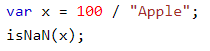 var x = 100 / "Apple";
isNaN(x);